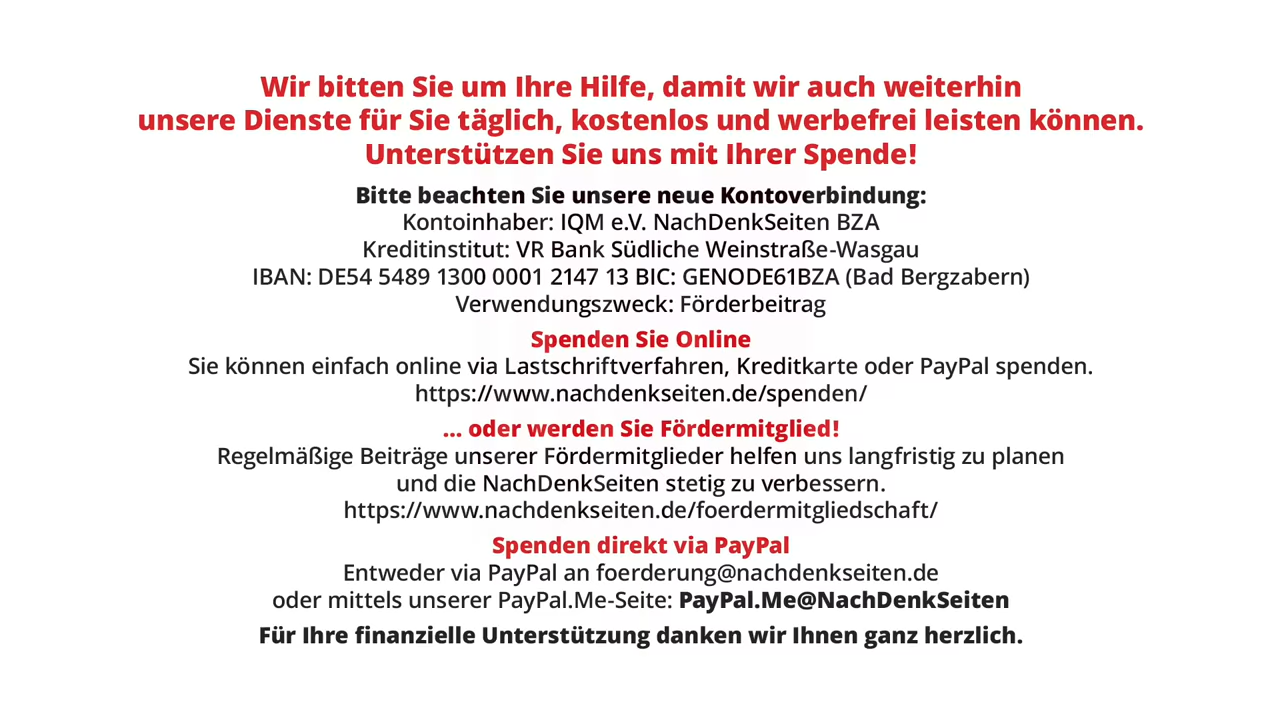 Wir bitten Sie um Ihre Hilfe, damit wir auch weiterhin
unsere Dienste für Sie täglich, kostenlos und werbefrei leisten können.
Unterstützen Sie uns mit Ihrer Spende!
Bitte beachten Sie unsere neue Kontoverbindung:
Kontoinhaber: IQM e.V. NachDenkSeiten BZA
Kreditinstitut: VR Bank Südliche Weinstraße-Wasgau
IBAN: DE54 5489 1300 0001 2147 13 BIC: GENODE61BZA (Bad Bergzabern)
Verwendungszweck: Förderbeitrag
Spenden Sie Online
Sie können einfach online via Lastschriftverfahren, Kreditkarte oder PayPal spenden.
https://www.nachdenkseiten.de/spenden/
... oder werden Sie Fördermitglied!
Regelmäßige Beiträge unserer Fördermitglieder helfen uns langfristig zu planen
und die NachDenkSeiten stetig zu verbessern.
https://www.nachdenkseiten.de/foerdermitgliedschaft/
Spenden direkt via PayPal
Entweder via PayPal an foerderung@nachdenkseiten.de
oder mittels unserer PayPal.Me-Seite: PayPal.Me@NachDenkSeiten
Für Ihre finanzielle Unterstützung danken wir Ihnen ganz herzlich.